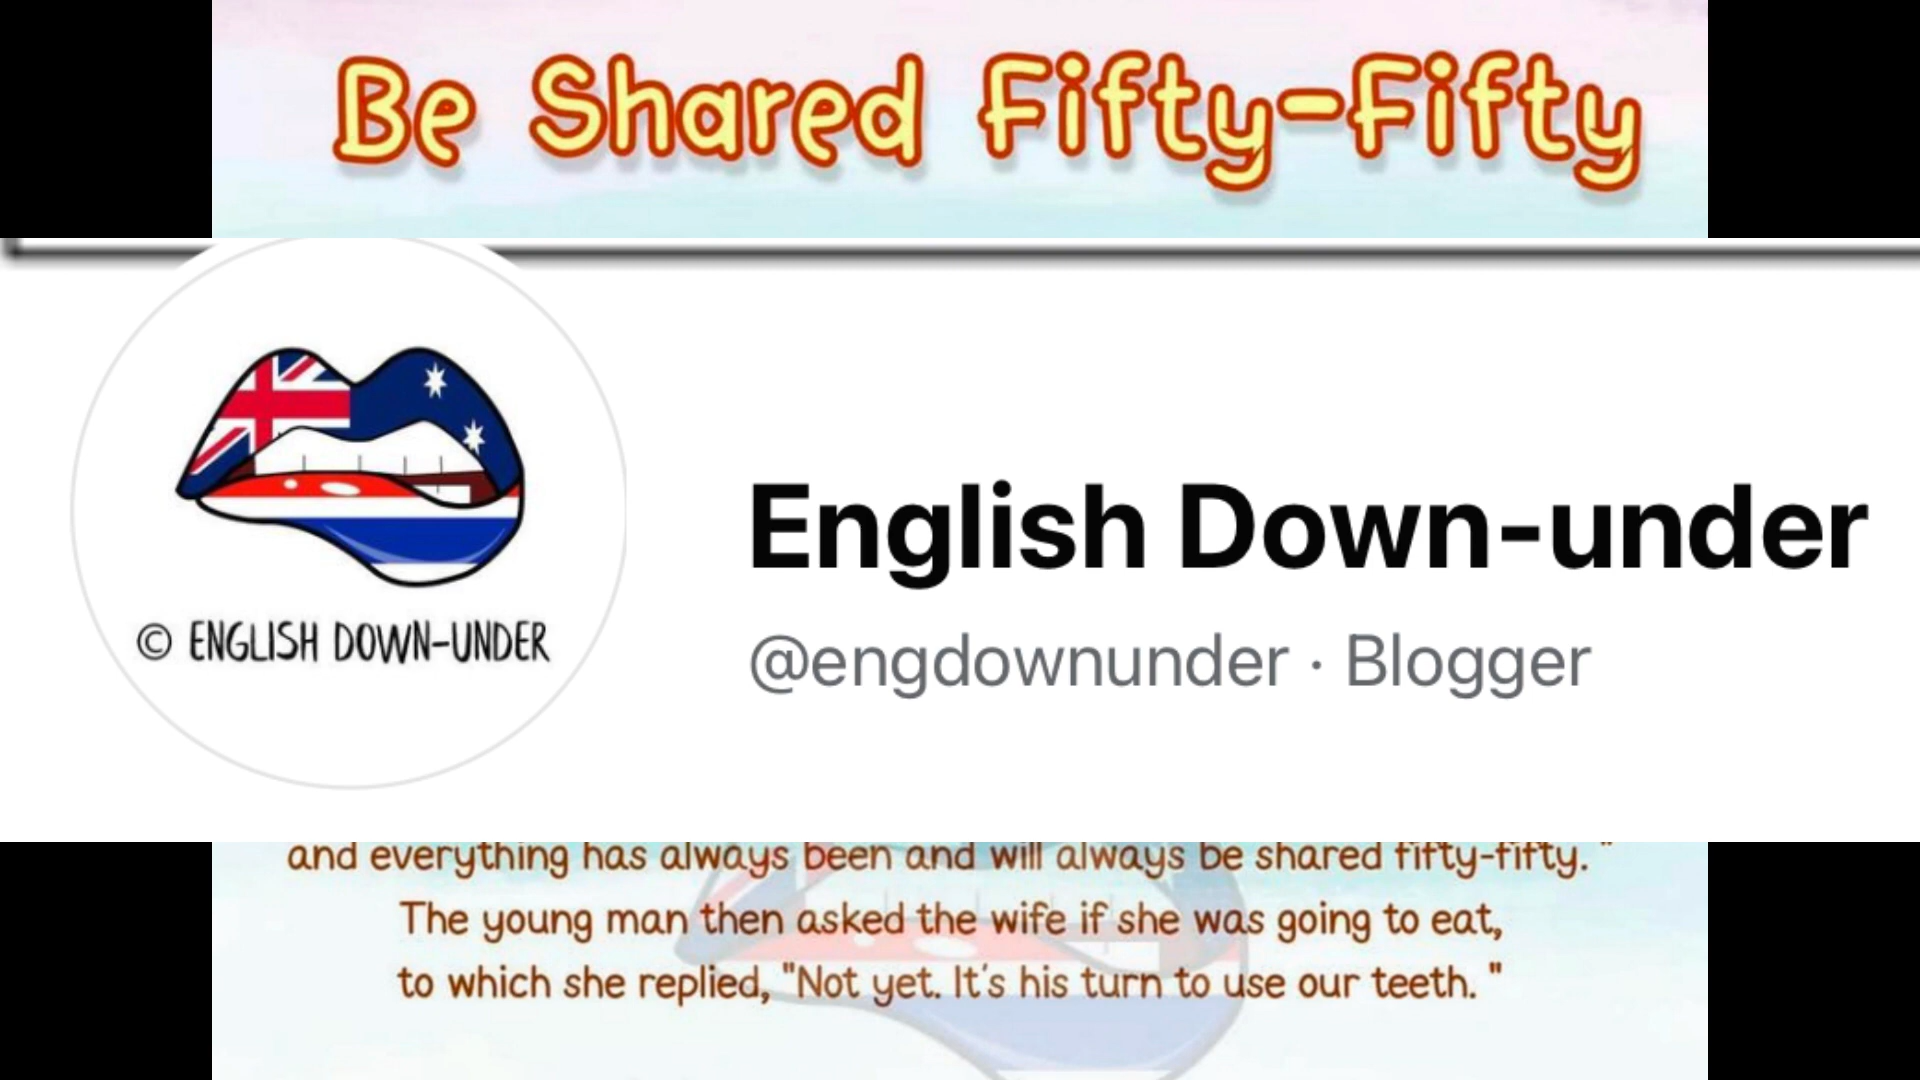 Be Shared Fifty-Fifty
© ENGLISH DOWN-UNDER
English Down-under
@engdownunder · Blogger
and everything has always been and will always be shared fifty-fifty. "
The young man then asked the wife if she was going to eat,
to which she replied, "Not yet. It's his turn to use our teeth. "